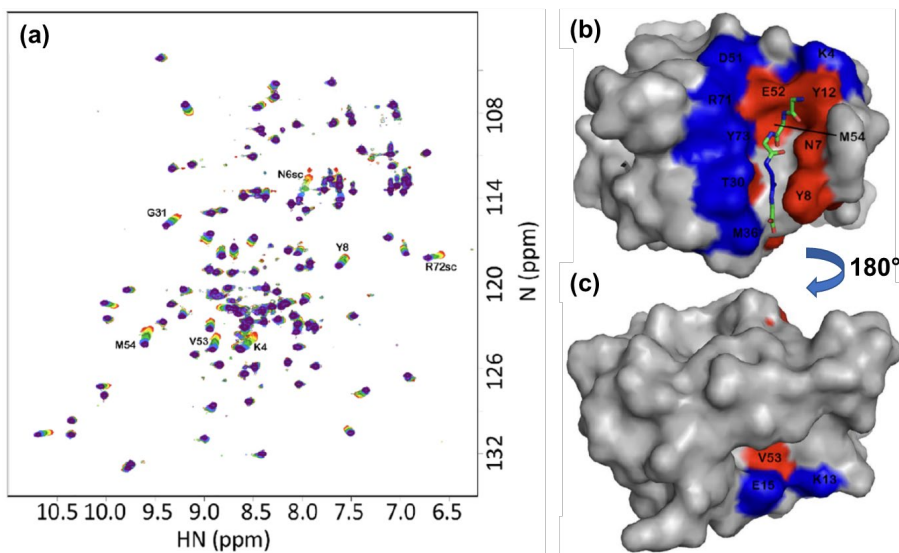 (a)
N6sc
G31
Y8
R72sc
M54
V53
K4
10.5 10.0 9.5 9.0 8.5 8.0 7.5 7.0 6.5
HN (ppm)
108
114
120
126
132
N (ppm)
(b)
D51
K4
E52
Y12
R71
M54
Y73
N7
T30
Y8
M36
180°
(c)
V53
E15
K13